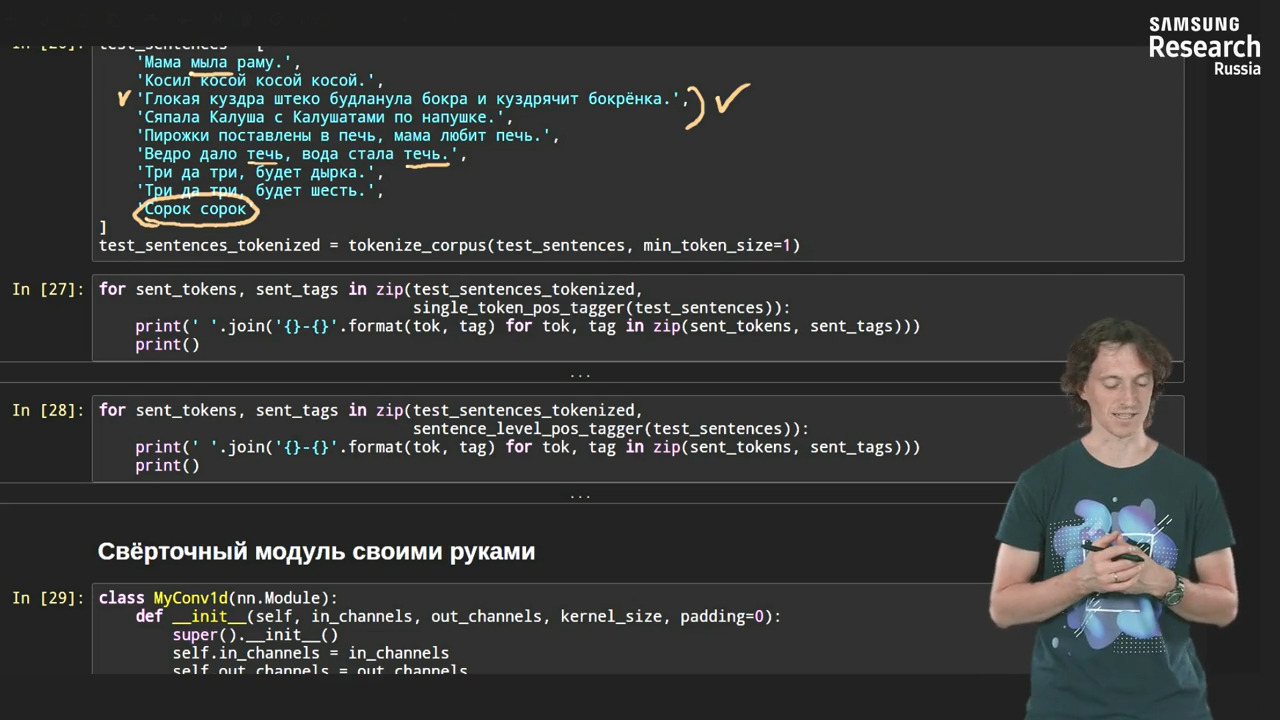 SAMSUNG
Research
Russia
test_sentences = [
'Мама мыла раму.',
'Косил косой косой косой.',
'Глокая куздра штеко будланула бокра и куздрячит бокрёнка.',
'Сяпала Калуша с Калушатами по напушке.',
'Пирожки поставлены в печь, мама любит печь.',
'Ведро дало течь, вода стала течь.',
'Три да три, будет дырка.',
'Три да три, будет шесть.',
'Сорок сорок
]
test_sentences_tokenized = tokenize_corpus(test_sentences, min_token_size=1)
In [27]: for sent_tokens, sent_tags in zip(test_sentences_tokenized,
single_token_pos_tagger(test_sentences)):
print(' '.join('{}-{}'.format(tok, tag) for tok, tag in zip(sent_tokens, sent_tags)))
print()
...
In [28]: for sent_tokens, sent_tags in zip(test_sentences_tokenized,
sentence_level_pos_tagger(test_sentences)):
print(' '.join('{}-{}'.format(tok, tag) for tok, tag in zip(sent_tokens, sent_tags)))
print()
...
Свёрточный модуль своими руками
In [29]: class MyConv1d(nn.Module):
def __init__(self, in_channels, out_channels, kernel_size, padding=0):
super().__init__()
self.in_channels = in_channels
self.out_channels = out_channels